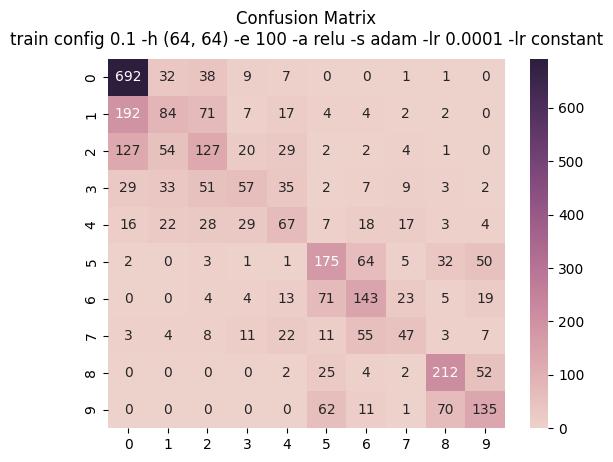 Confusion Matrix
train config 0.1 -h (64, 64) -e 100 -a relu -s adam -lr 0.0001 -lr constant
0 692 32 38 9 7 0 0 1 1 0
1 192 84 71 7 17 4 4 2 2 0
2 127 54 127 20 29 2 2 4 1 0
3 29 33 51 57 35 2 7 9 3 2
4 16 22 28 29 67 7 18 17 3 4
5 2 0 3 1 1 175 64 5 32 50
6 0 0 4 4 13 71 143 23 5 19
7 3 4 8 11 22 11 55 47 3 7
8 0 0 0 0 2 25 4 2 212 52
9 0 0 0 0 0 62 11 1 70 135
0 1 2 3 4 5 6 7 8 9
600
500
400
300
200
100
0